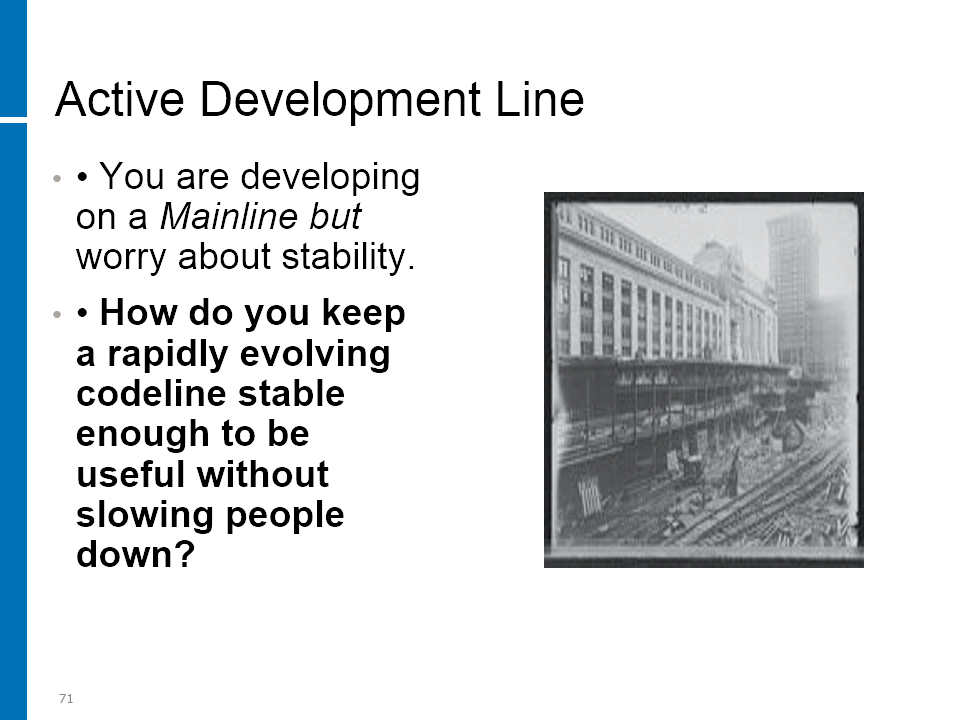 Active Development Line
• • You are developing
on a Mainline but
worry about stability.
• • How do you keep
a rapidly evolving
codeline stable
enough to be
useful without
slowing people
down?
71